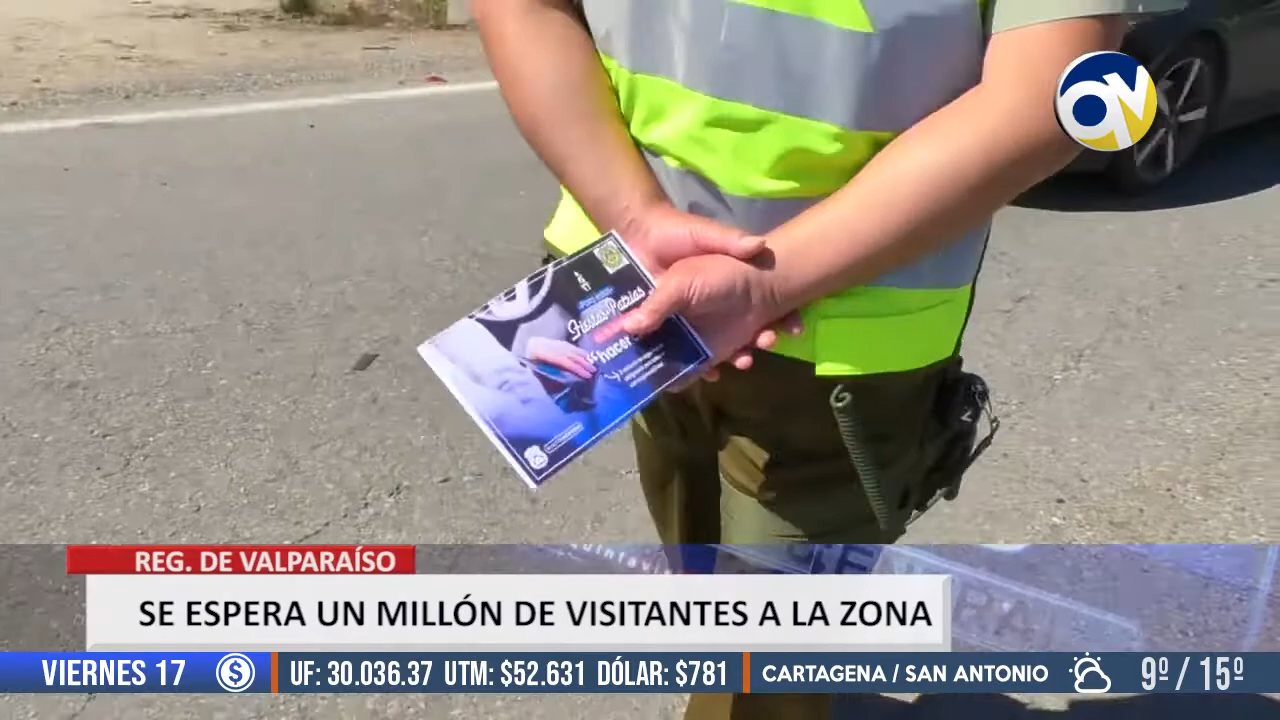 Fiestas Patrias
"hacer
REG. DE VALPARAÍSO
SE ESPERA UN MILLÓN DE VISITANTES A LA ZONA
VIERNES 17 $ UF: 30.036.37 UTM: $52.631 DÓLAR: $781 CARTAGENA / SAN ANTONIO 9º / 15º